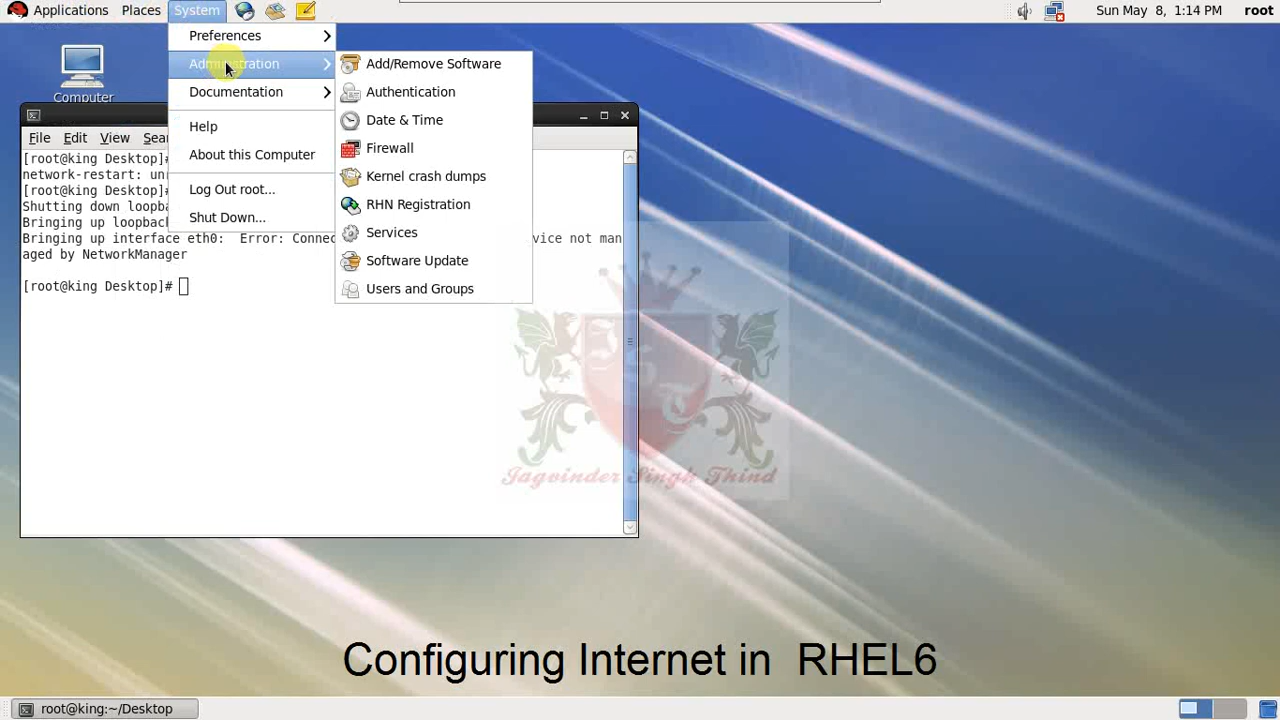 Applications Places System Sun May 8, 1:14 PM root
Preferences
Administration
Documentation
Help
About this Computer
Log Out root...
Shut Down...
Add/Remove Software
Authentication
Date & Time
Firewall
Kernel crash dumps
RHN Registration
Services
Software Update
Users and Groups
Computer
File Edit View Sear
[root@king Desktop]#
network-restart: un
[root@king Desktop]#
Shutting down loopba
Bringing up loopback
Bringing up interface eth0: Error: Connec vice not man
aged by NetworkManager
[root@king Desktop]#
Jagvinder Singh Thind
Configuring Internet in RHEL6
root@king:~/Desktop